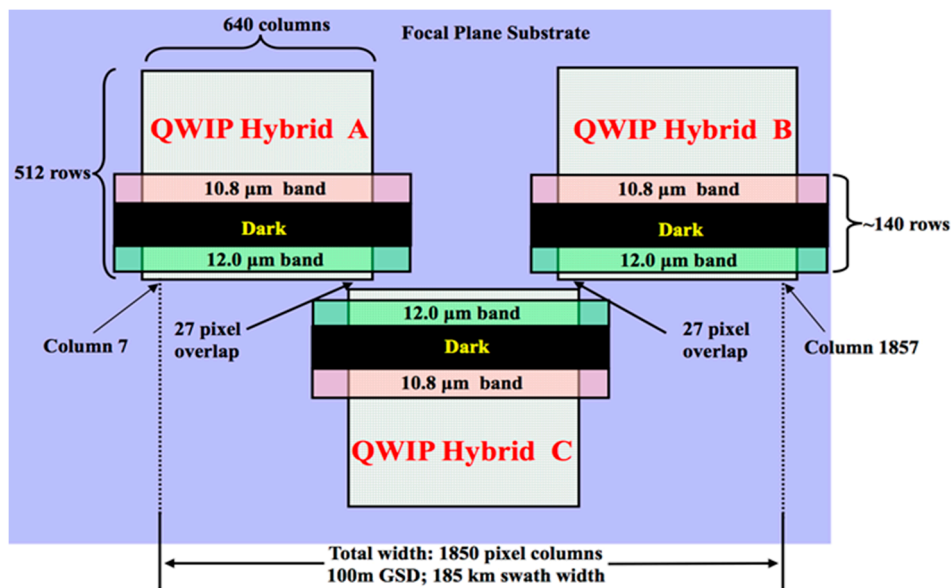 640 columns
Focal Plane Substrate
QWIP Hybrid A
QWIP Hybrid B
512 rows
10.8 µm band
10.8 µm band
Dark
Dark
~140 rows
12.0 µm band
12.0 µm band
Column 7
27 pixel
overlap
12.0 µm band
27 pixel
overlap
Column 1857
Dark
10.8 µm band
QWIP Hybrid C
Total width: 1850 pixel columns
100m GSD; 185 km swath width